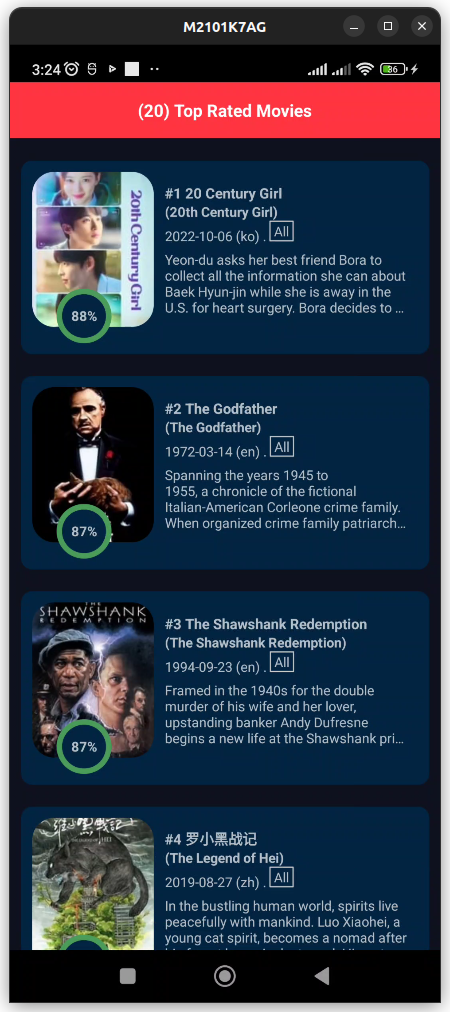 M2101K7AG
3:24
86
(20) Top Rated Movies
20th Century Girl
88%
#1 20 Century Girl
(20th Century Girl)
2022-10-06 (ko) . All
Yeon-du asks her best friend Bora to
collect all the information she can about
Baek Hyun-jin while she is away in the
U.S. for heart surgery. Bora decides to ...
87%
#2 The Godfather
(The Godfather)
1972-03-14 (en) . All
Spanning the years 1945 to
1955, a chronicle of the fictional
Italian-American Corleone crime family.
When organized crime family patriarch...
THE
SHAWSHANK
REDEMPTION
87%
#3 The Shawshank Redemption
(The Shawshank Redemption)
1994-09-23 (en) . All
Framed in the 1940s for the double
murder of his wife and her lover,
upstanding banker Andy Dufresne
begins a new life at the Shawshank pri...
#4 罗小黑战记
(The Legend of Hei)
2019-08-27 (zh) . All
In the bustling human world, spirits live
peacefully with mankind. Luo Xiaohei, a
young cat spirit, becomes a nomad after